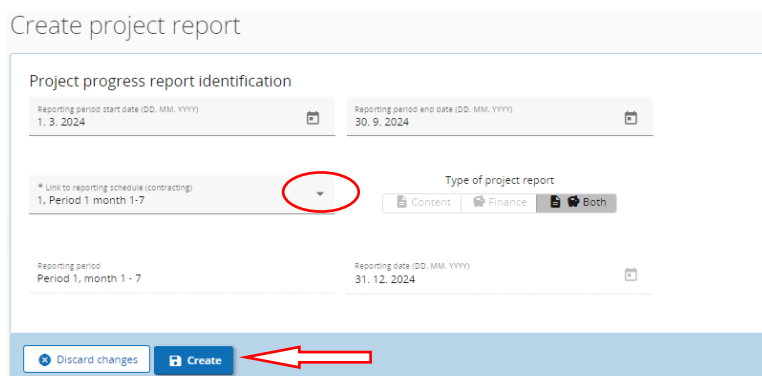 Create project report
Project progress report identification
Reporting period start date (DD. MM. YYYY)
1. 3. 2024
Reporting period end date (DD. MM. YYYY)
30. 9. 2024
* Link to reporting schedule (contracting)
1, Period 1 month 1-7
Type of project report
Content Finance Both
Reporting period
Period 1, month 1 - 7
Reporting date (DD. MM. YYYY)
31. 12. 2024
Discard changes Create